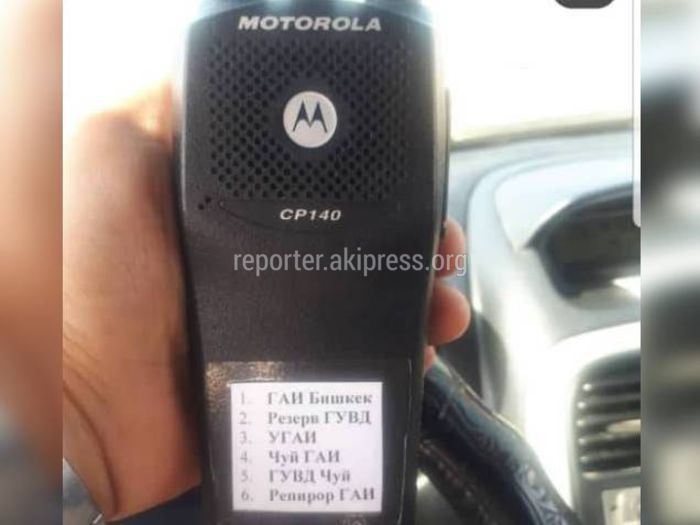 MOTOROLA
CP140
reporter.akipress.org
1. ГАИ Бишкек
2. Резерв ГУВД
3. УГАИ
4. Чуй ГАИ
5. ГУВД Чуй
6. Репирор ГАИ